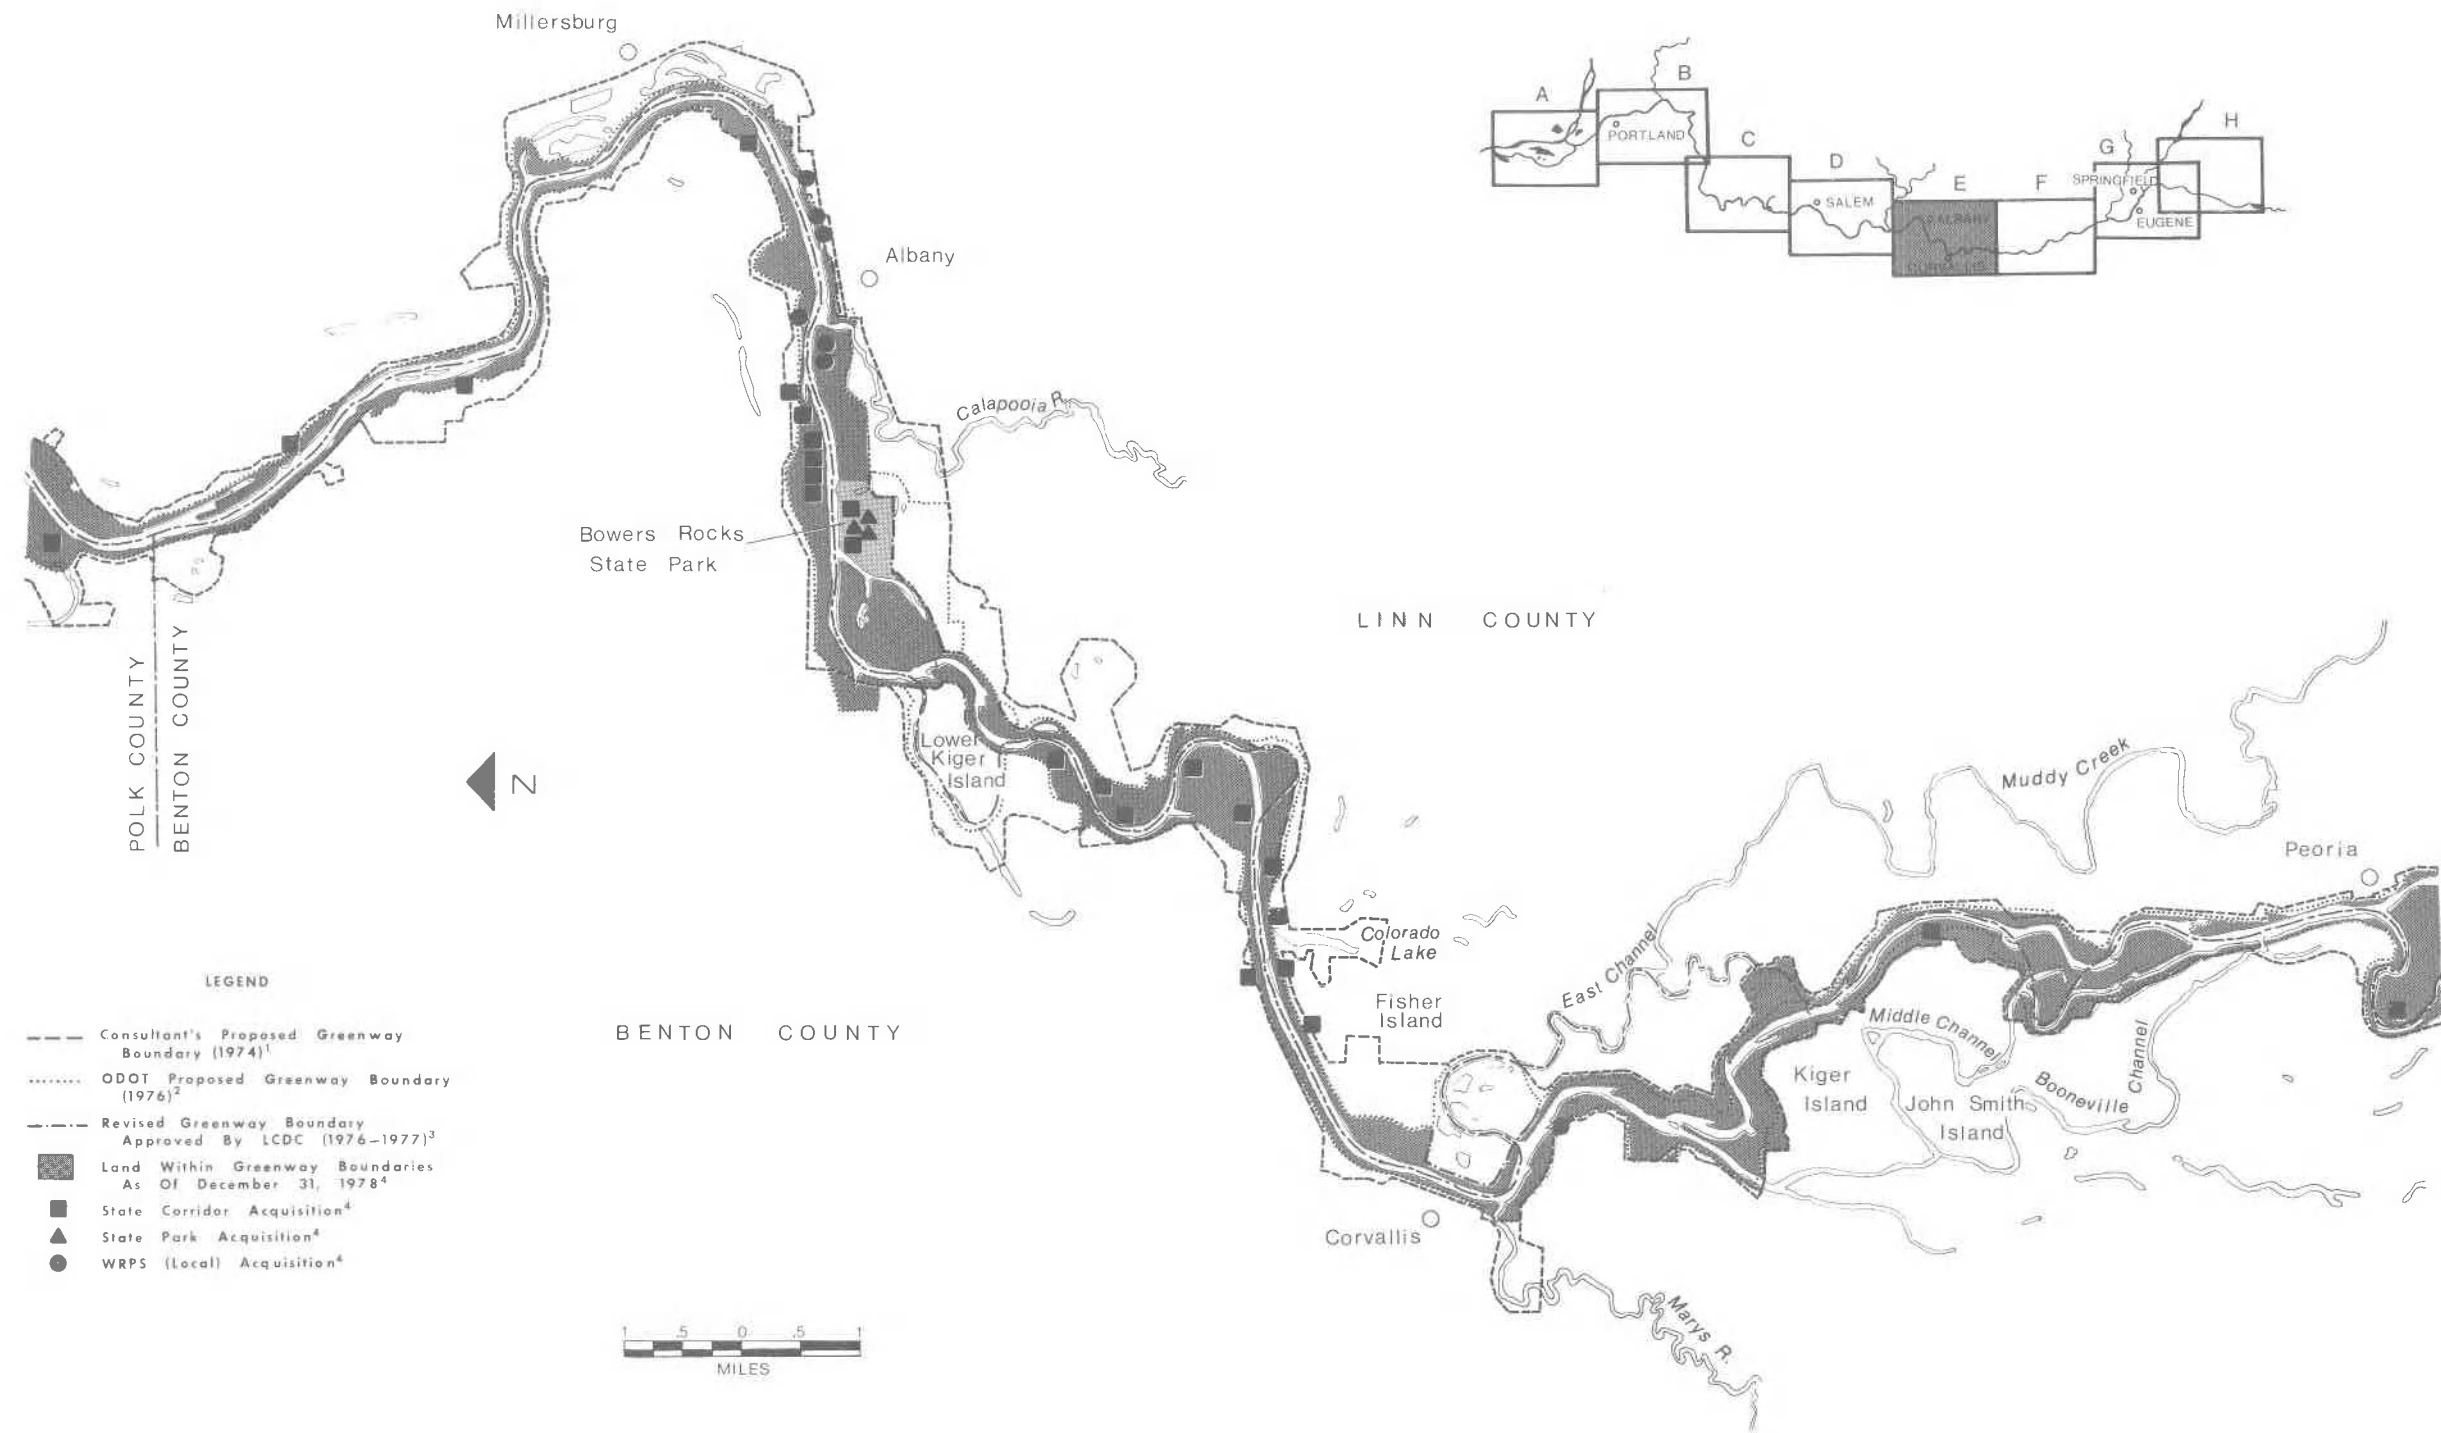 Millersburg
A
B
PORTLAND
C
D
SALEM
E
ALBANY
F
G
SPRINGFIELD
EUGENE
H
Albany
Calapooia R.
Bowers Rocks
State Park
LINN COUNTY
POLK COUNTY
BENTON COUNTY
N
Lower
Kiger
Island
Muddy Creek
Peoria
Colorado
Lake
East Channel
Fisher
Island
BENTON COUNTY
Middle Channel
Kiger
Island
John Smith
Island
Booneville Channel
Corvallis
Marys R.
LEGEND
Consultant's Proposed Greenway
Boundary (1974)¹
ODOT Proposed Greenway Boundary
(1976)²
Revised Greenway Boundary
Approved By LCDC (1976–1977)³
Land Within Greenway Boundaries
As Of December 31, 1978⁴
State Corridor Acquisition⁴
State Park Acquisition⁴
WRPS (Local) Acquisition⁴
1 .5 0 .5 1
MILES